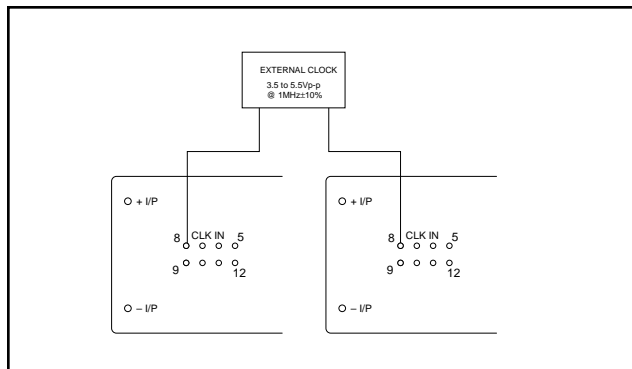 EXTERNAL CLOCK
3.5 to 5.5Vp-p
@ 1MHz±10%
+ I/P
8 CLK IN 5
9 12
– I/P
+ I/P
8 CLK IN 5
9 12
– I/P